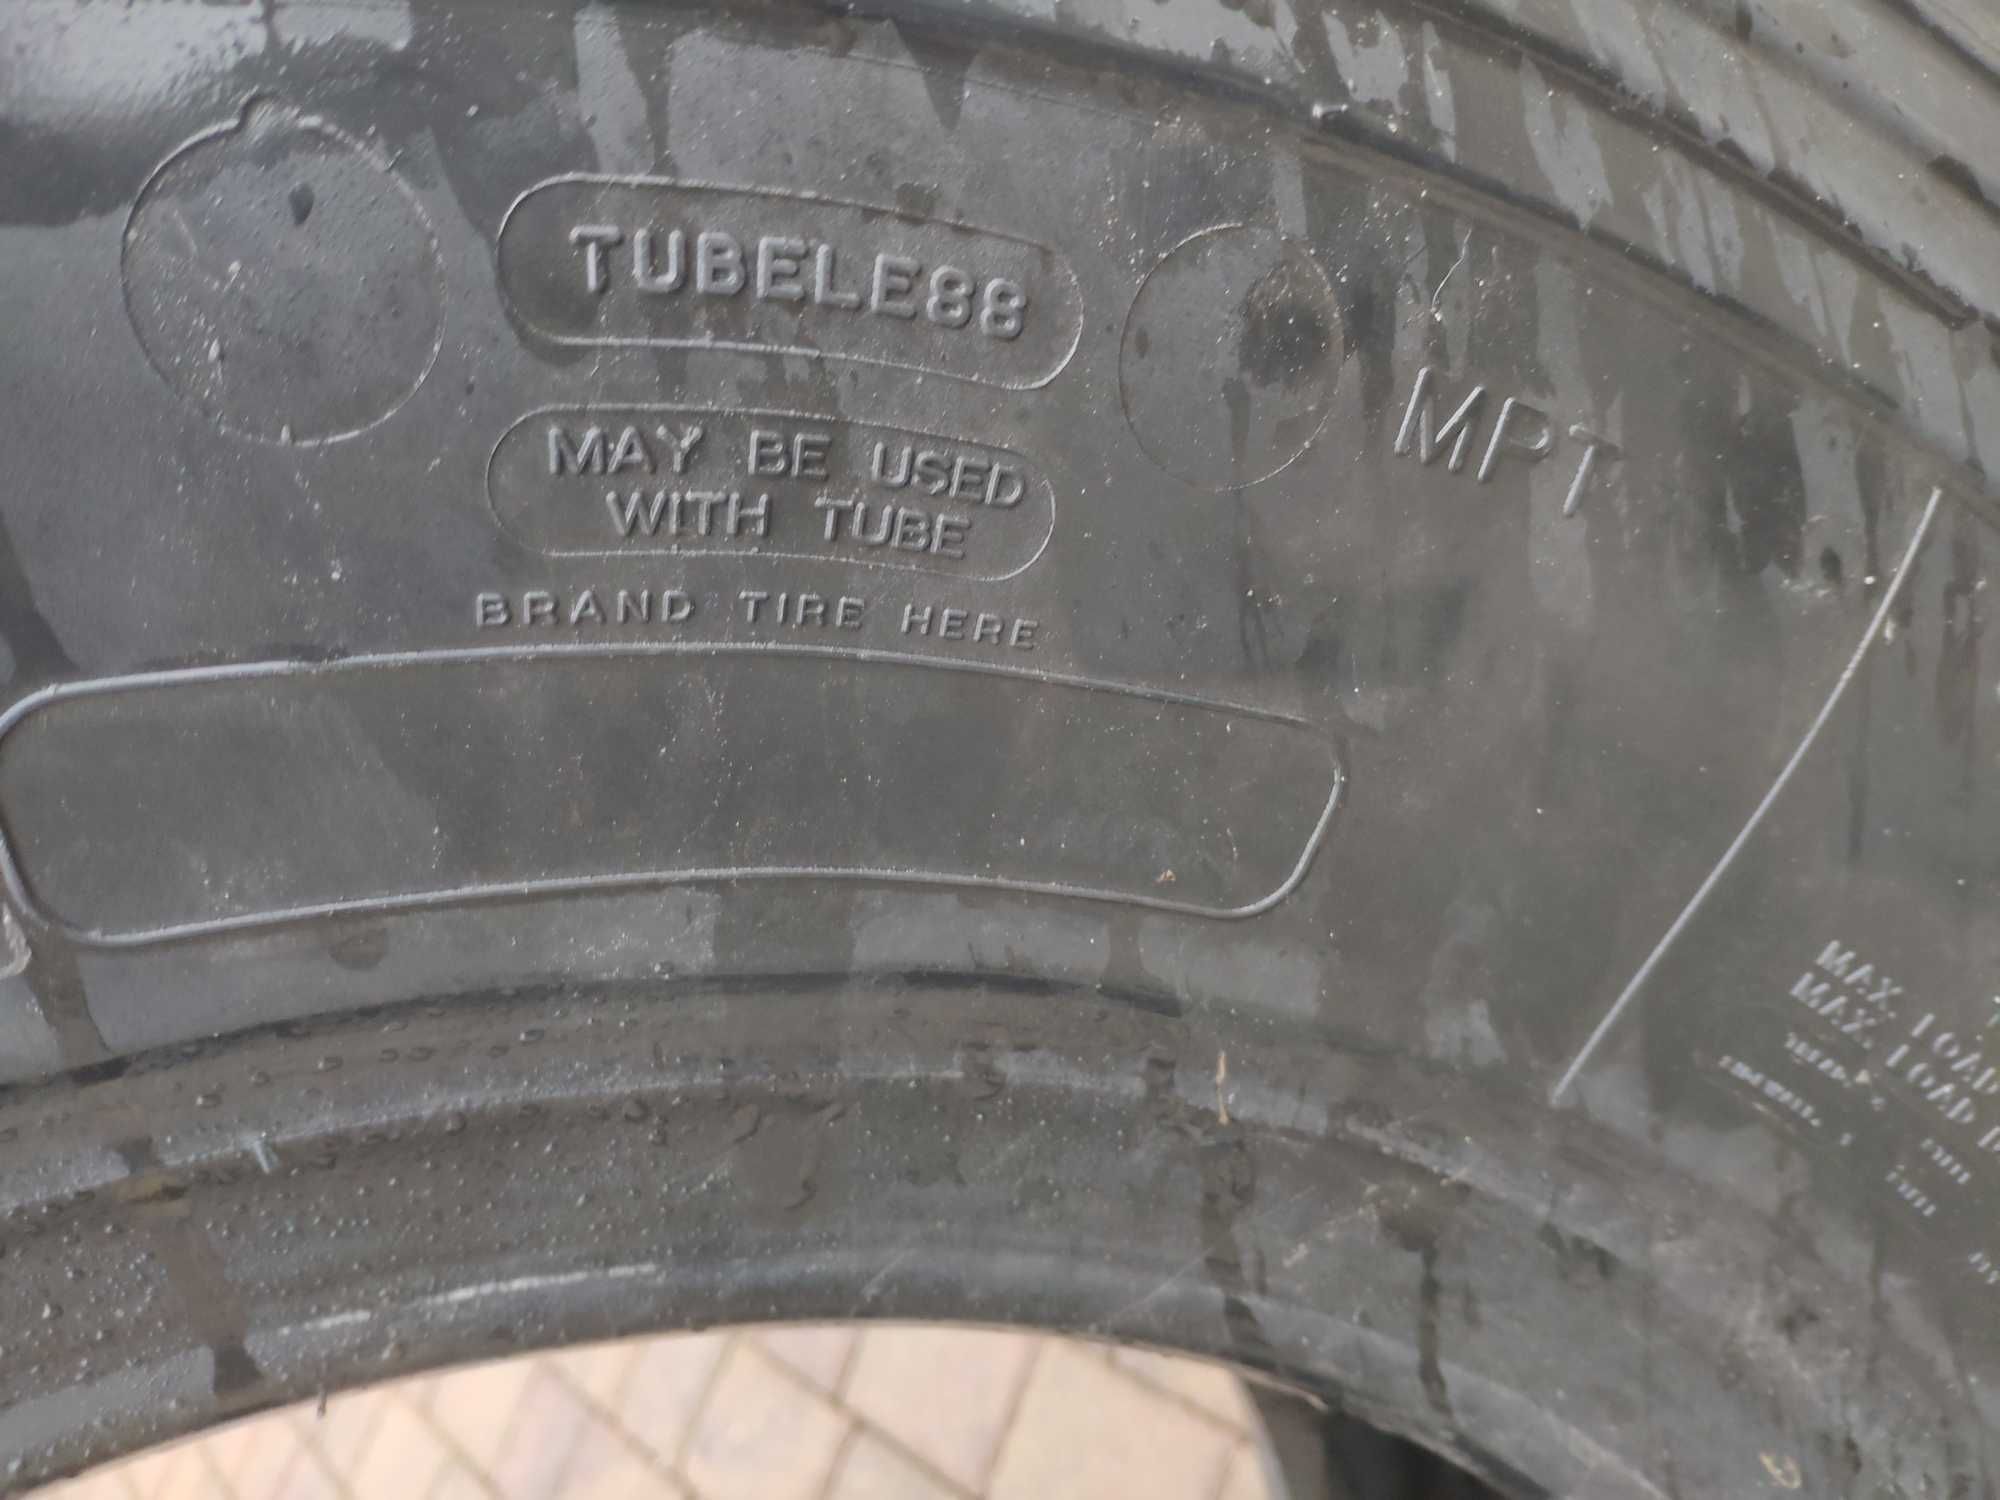 TUBELE88
MAY BE USED
WITH TUBE
MPT
BRAND TIRE HERE
MAX. LOAD
MAX. LOAD